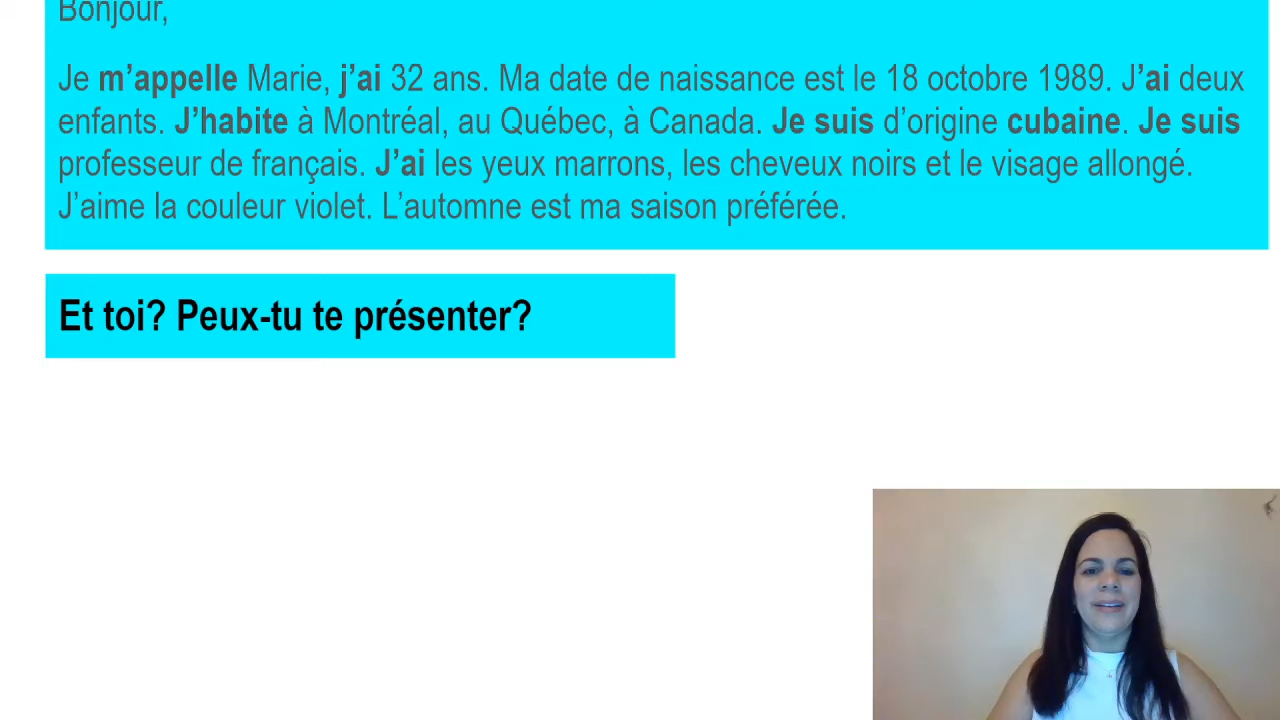 Bonjour,
Je m’appelle Marie, j’ai 32 ans. Ma date de naissance est le 18 octobre 1989. J’ai deux
enfants. J’habite à Montréal, au Québec, à Canada. Je suis d’origine cubaine. Je suis
professeur de français. J’ai les yeux marrons, les cheveux noirs et le visage allongé.
J’aime la couleur violet. L’automne est ma saison préférée.
Et toi? Peux-tu te présenter?